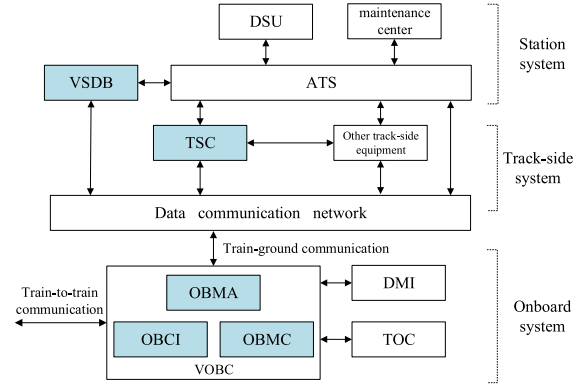 DSU
maintenance
center
Station
system
VSDB
ATS
TSC
Other track-side
equipment
Track-side
system
Data communication network
Train-ground communication
OBMA
DMI
Train-to-train
communication
Onboard
system
OBCI
OBMC
TOC
VOBC